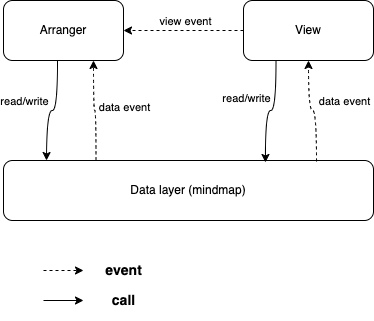 Arranger
view event
View
read/write
data event
read/write
data event
Data layer (mindmap)
event
call